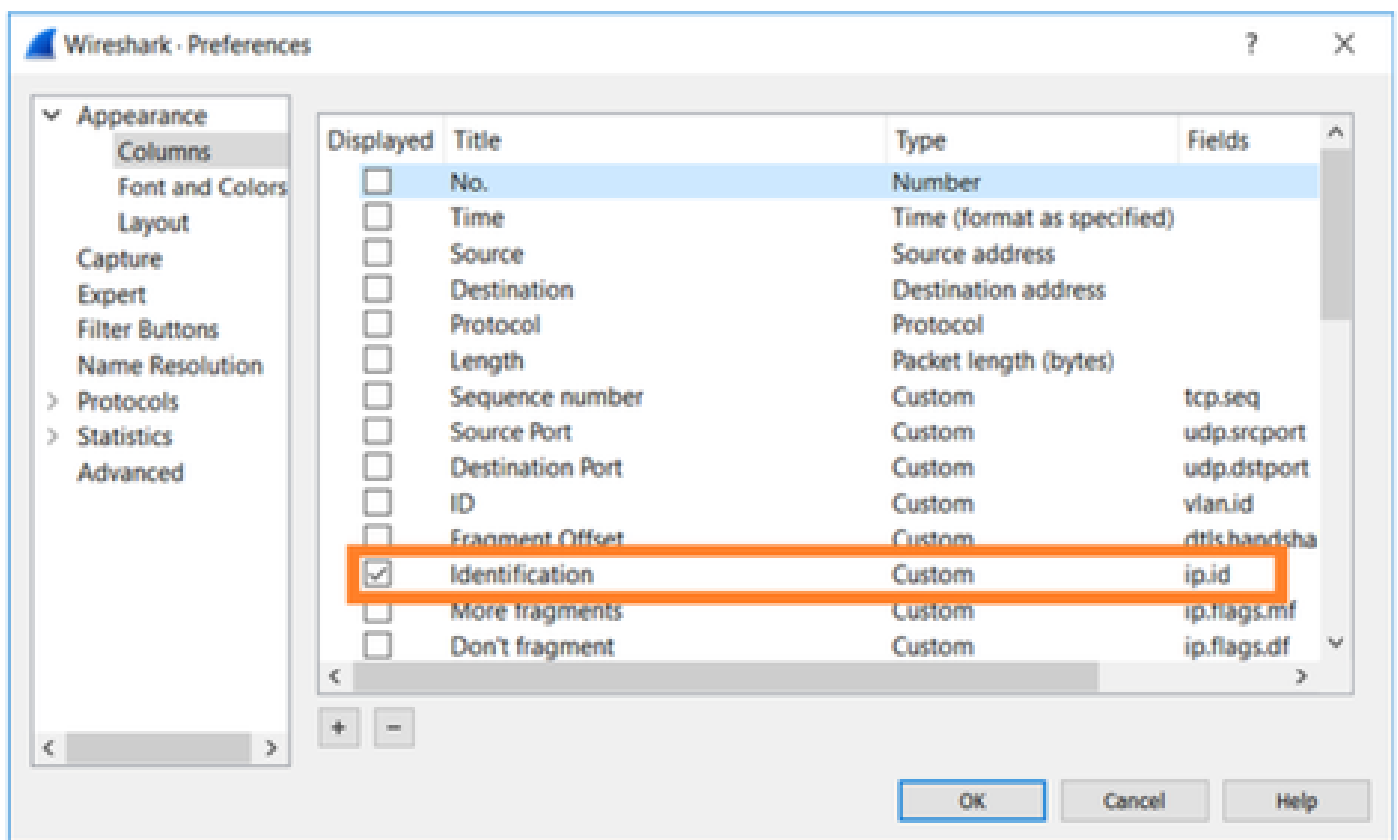 Wireshark · Preferences
?
Appearance
Columns
Font and Colors
Layout
Capture
Expert
Filter Buttons
Name Resolution
Protocols
Statistics
Advanced
Displayed Title Type Fields
No. Number
Time Time (format as specified)
Source Source address
Destination Destination address
Protocol Protocol
Length Packet length (bytes)
Sequence number Custom tcp.seq
Source Port Custom udp.srcport
Destination Port Custom udp.dstport
ID Custom vlan.id
Fragment Offset Custom dtls.handsha
Identification Custom ip.id
More fragments Custom ip.flags.mf
Don't fragment Custom ip.flags.df
+ −
OK Cancel Help